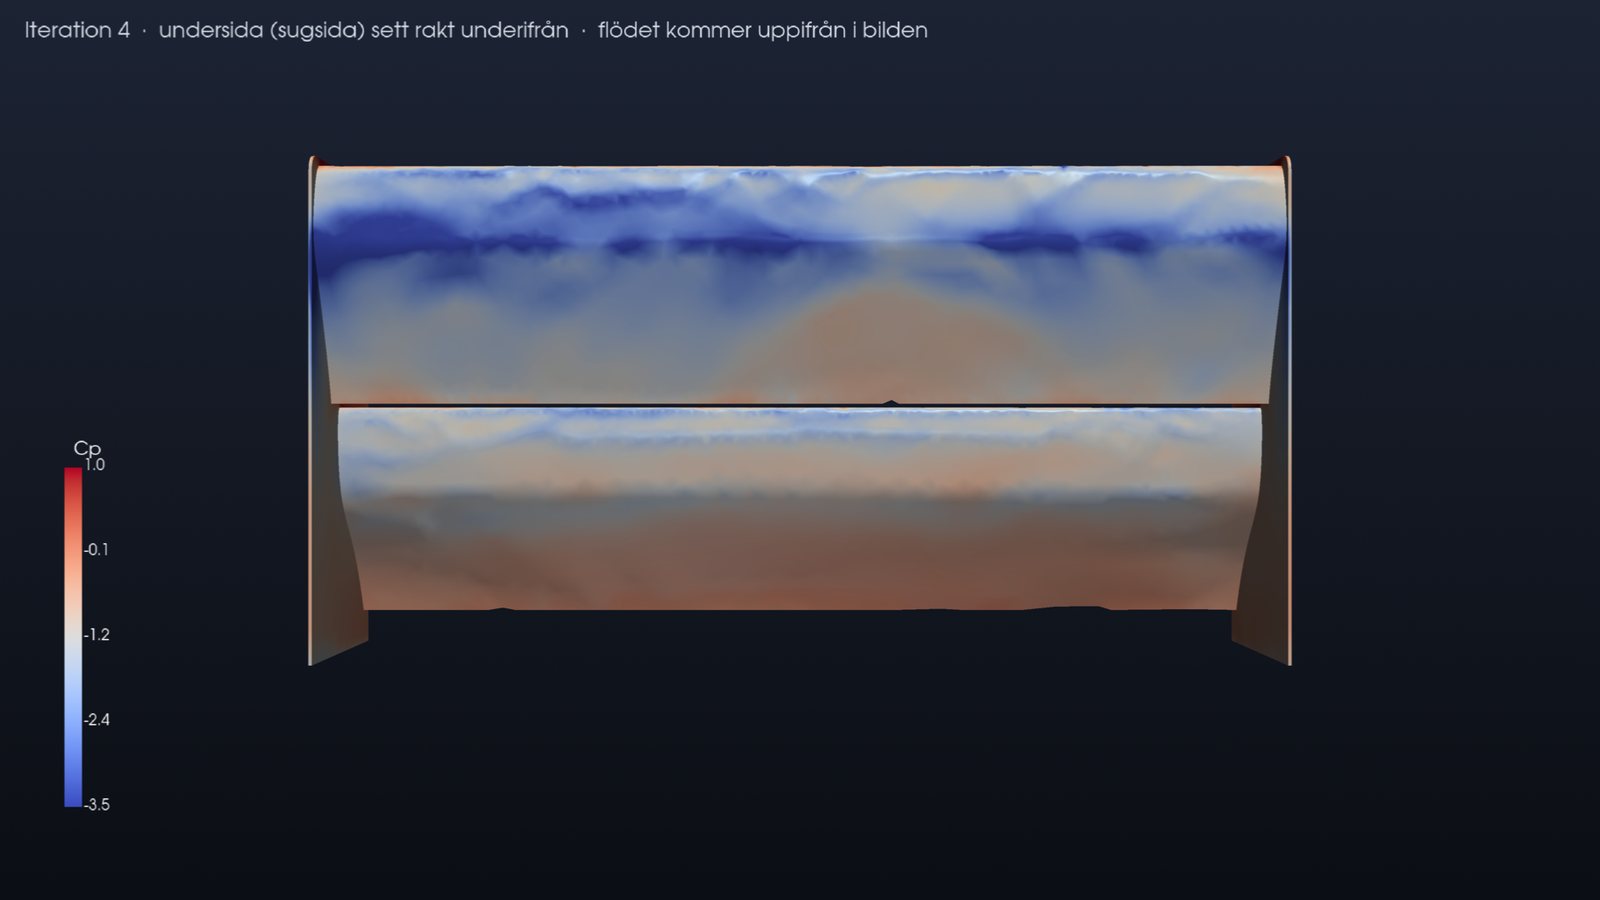 Iteration 4 · undersida (sugsida) sett rakt underifrån · flödet kommer uppifrån i bilden
Cp
1.0
-0.1
-1.2
-2.4
-3.5